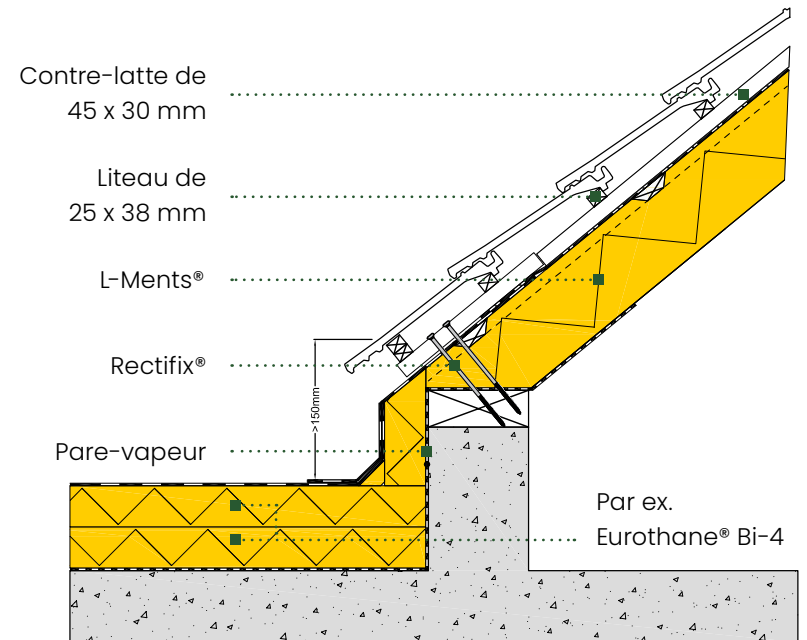 Contre-latte de
45 x 30 mm
Liteau de
25 x 38 mm
L-Ments®
Rectifix®
>150mm
Pare-vapeur
Par ex.
Eurothane® Bi-4